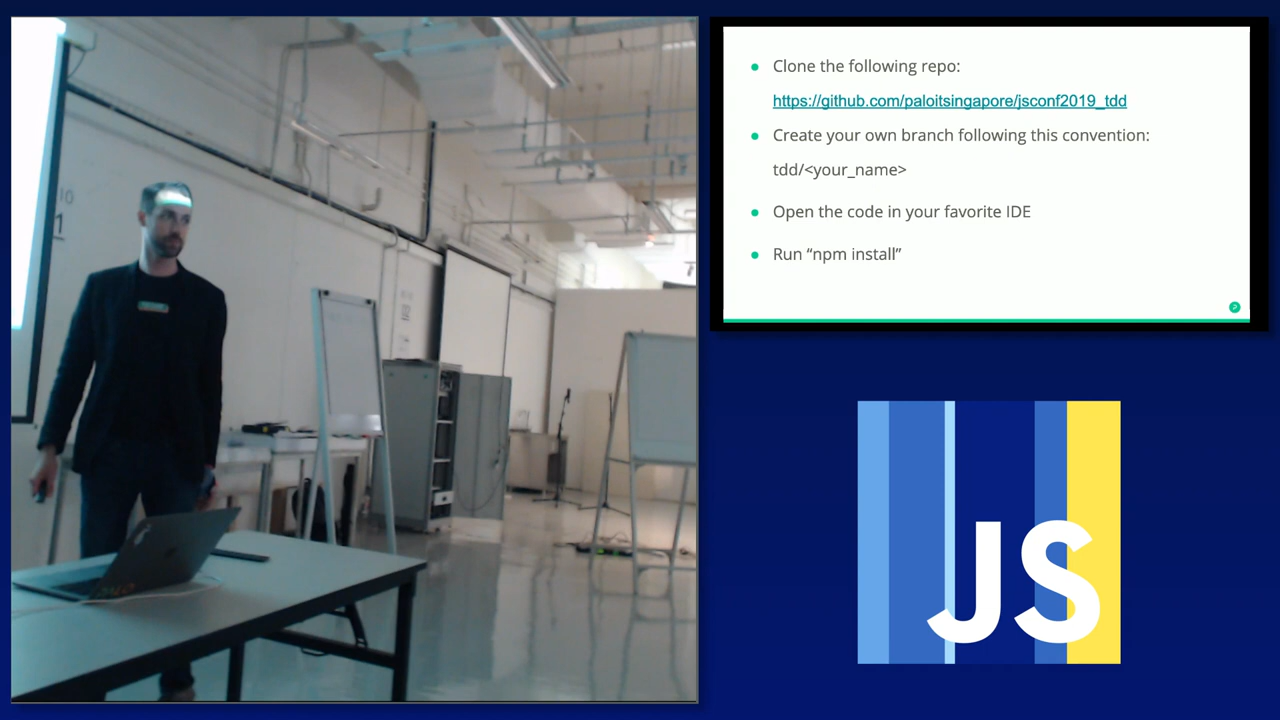 Clone the following repo:
https://github.com/paloitsingapore/jsconf2019_tdd
Create your own branch following this convention:
tdd/<your_name>
Open the code in your favorite IDE
Run “npm install”
JS